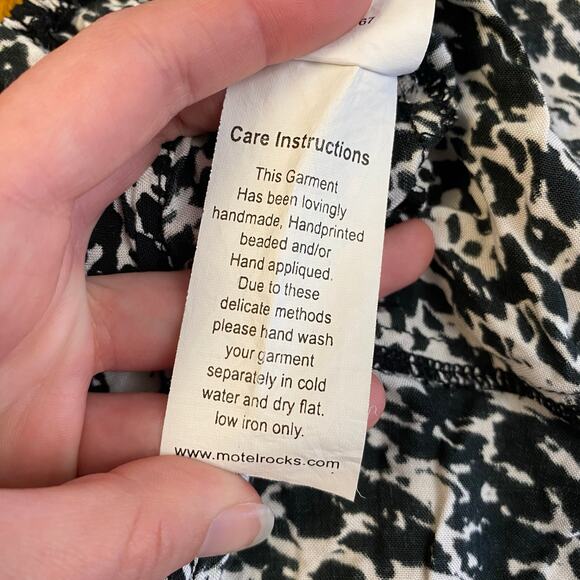 67
Care Instructions
This Garment
Has been lovingly
handmade, Handprinted
beaded and/or
Hand appliqued.
Due to these
delicate methods
please hand wash
your garment
separately in cold
water and dry flat.
low iron only.
www.motelrocks.com